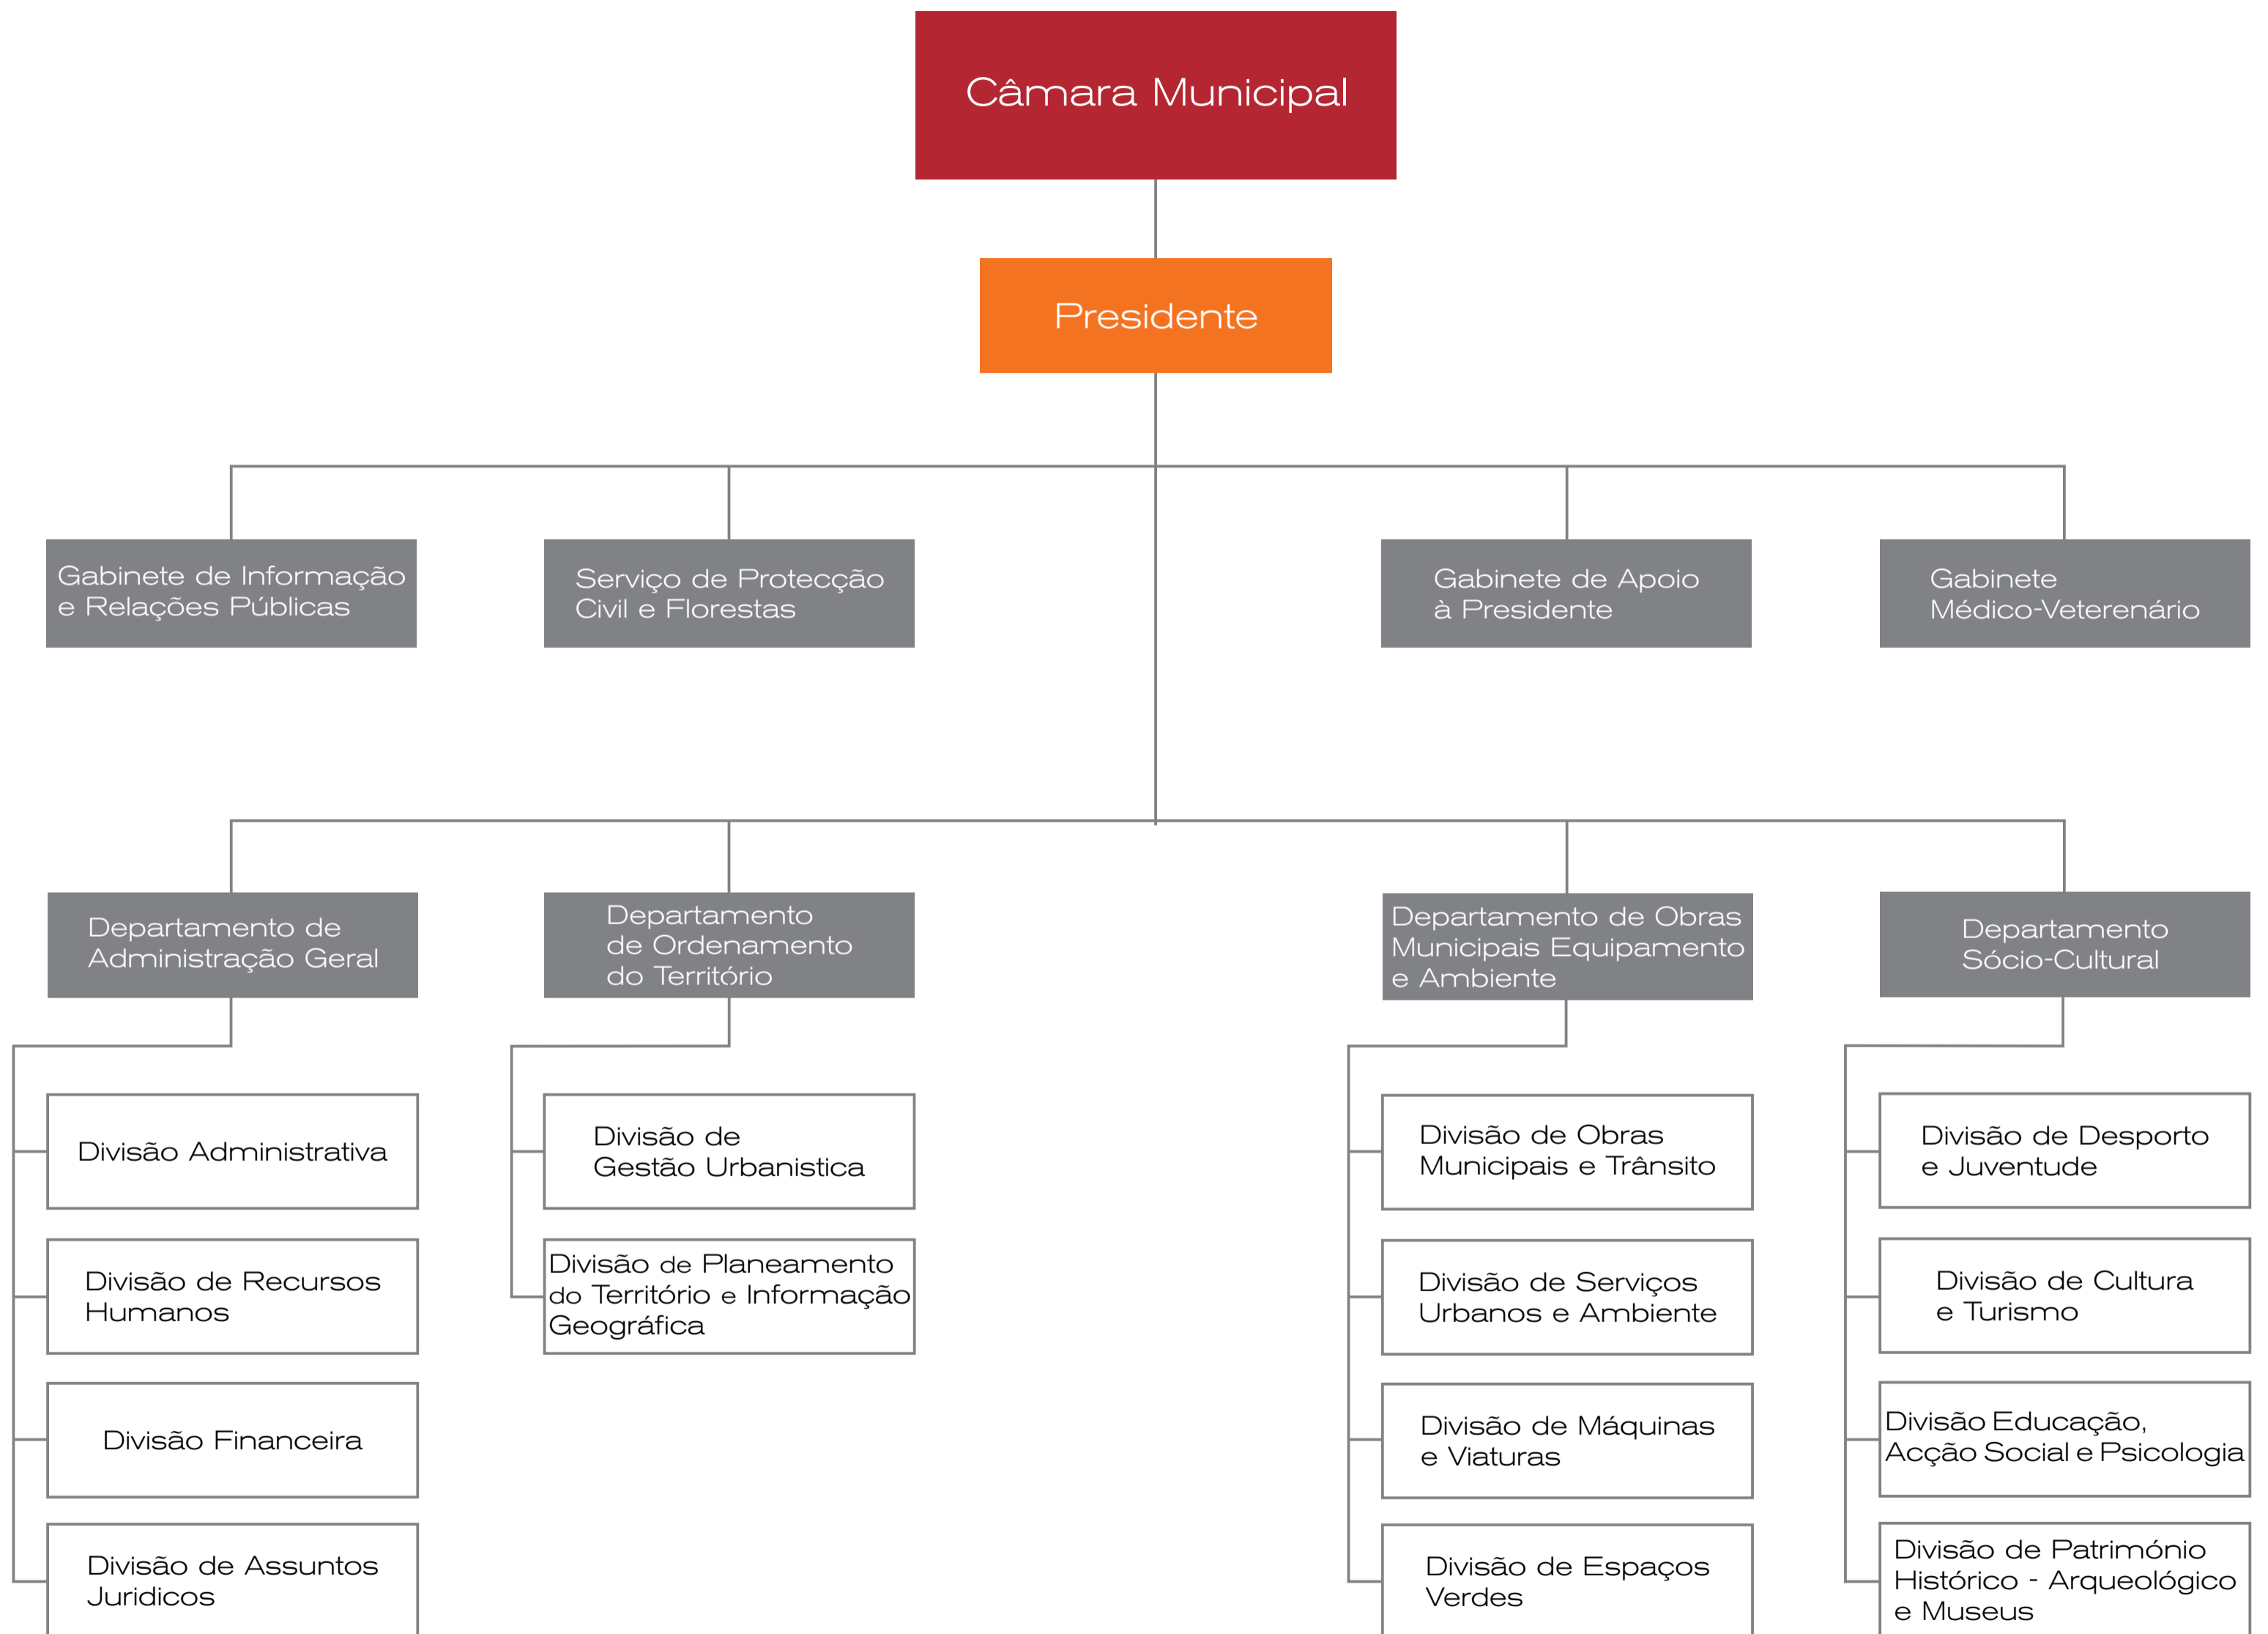 Câmara Municipal
Presidente
Gabinete de Informação
e Relações Públicas
Serviço de Protecção
Civil e Florestas
Gabinete de Apoio
à Presidente
Gabinete
Médico-Veterenário
Departamento de
Administração Geral
Departamento
de Ordenamento
do Território
Departamento de Obras
Municipais Equipamento
e Ambiente
Departamento
Sócio-Cultural
Divisão Administrativa
Divisão de Recursos
Humanos
Divisão Financeira
Divisão de Assuntos
Juridicos
Divisão de
Gestão Urbanistica
Divisão de Planeamento
do Território e Informação
Geográfica
Divisão de Obras
Municipais e Trânsito
Divisão de Serviços
Urbanos e Ambiente
Divisão de Máquinas
e Viaturas
Divisão de Espaços
Verdes
Divisão de Desporto
e Juventude
Divisão de Cultura
e Turismo
Divisão Educação,
Acção Social e Psicologia
Divisão de Património
Histórico - Arqueológico
e Museus